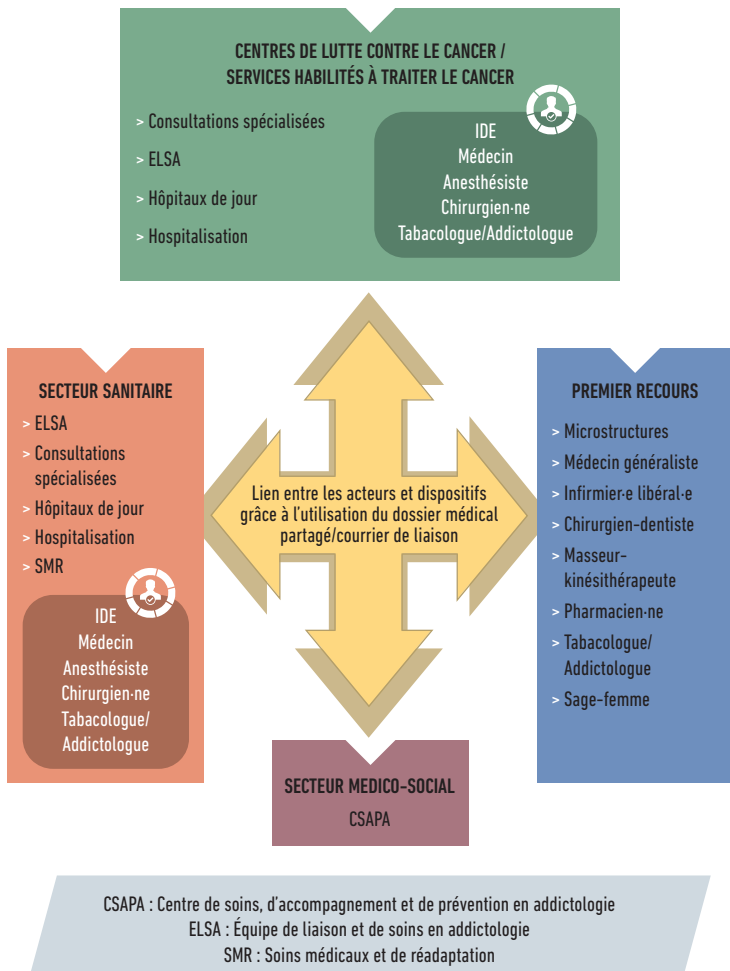 CENTRES DE LUTTE CONTRE LE CANCER /
SERVICES HABILITÉS À TRAITER LE CANCER
> Consultations spécialisées
> ELSA
> Hôpitaux de jour
> Hospitalisation
IDE
Médecin
Anesthésiste
Chirurgien·ne
Tabacologue/Addictologue
SECTEUR SANITAIRE
> ELSA
> Consultations
spécialisées
> Hôpitaux de jour
> Hospitalisation
> SMR
IDE
Médecin
Anesthésiste
Chirurgien·ne
Tabacologue/
Addictologue
Lien entre les acteurs et dispositifs
grâce à l'utilisation du dossier médical
partagé/courrier de liaison
PREMIER RECOURS
> Microstructures
> Médecin généraliste
> Infirmier·e libéral·e
> Chirurgien-dentiste
> Masseur-
kinésithérapeute
> Pharmacien·ne
> Tabacologue/
Addictologue
> Sage-femme
SECTEUR MEDICO-SOCIAL
CSAPA
CSAPA : Centre de soins, d'accompagnement et de prévention en addictologie
ELSA : Équipe de liaison et de soins en addictologie
SMR : Soins médicaux et de réadaptation